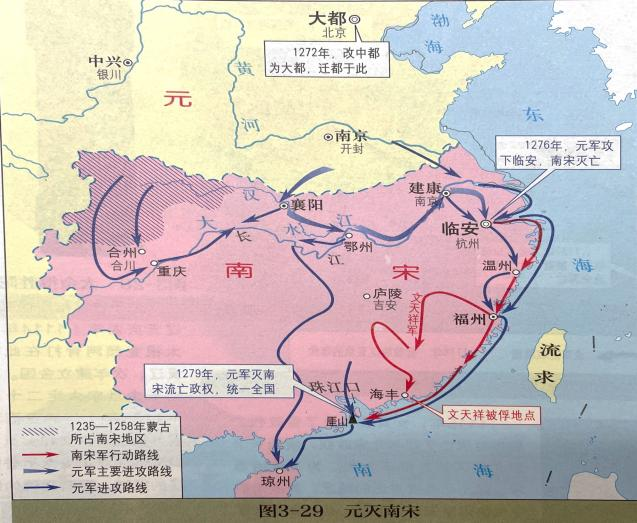 大都
北京
1272年，改中都
为大都，迁都于此
渤
海
中兴
银川
黄
河
元
南京
开封
东
海
1276年，元军攻
下临安，南宋灭亡
汉
水
襄阳
建康
南京
临安
杭州
大
长
江
江
鄂州
合州
合川
重庆
南
宋
温州
庐陵
吉安
文天祥军
福州
流
求
1279年，元军灭南
宋流亡政权，统一全国
珠江口
海丰
厓山
文天祥被俘地点
琼州
南
海
1235—1258年蒙古
所占南宋地区
南宋军行动路线
元军主要进攻路线
元军进攻路线
图3-29 元灭南宋